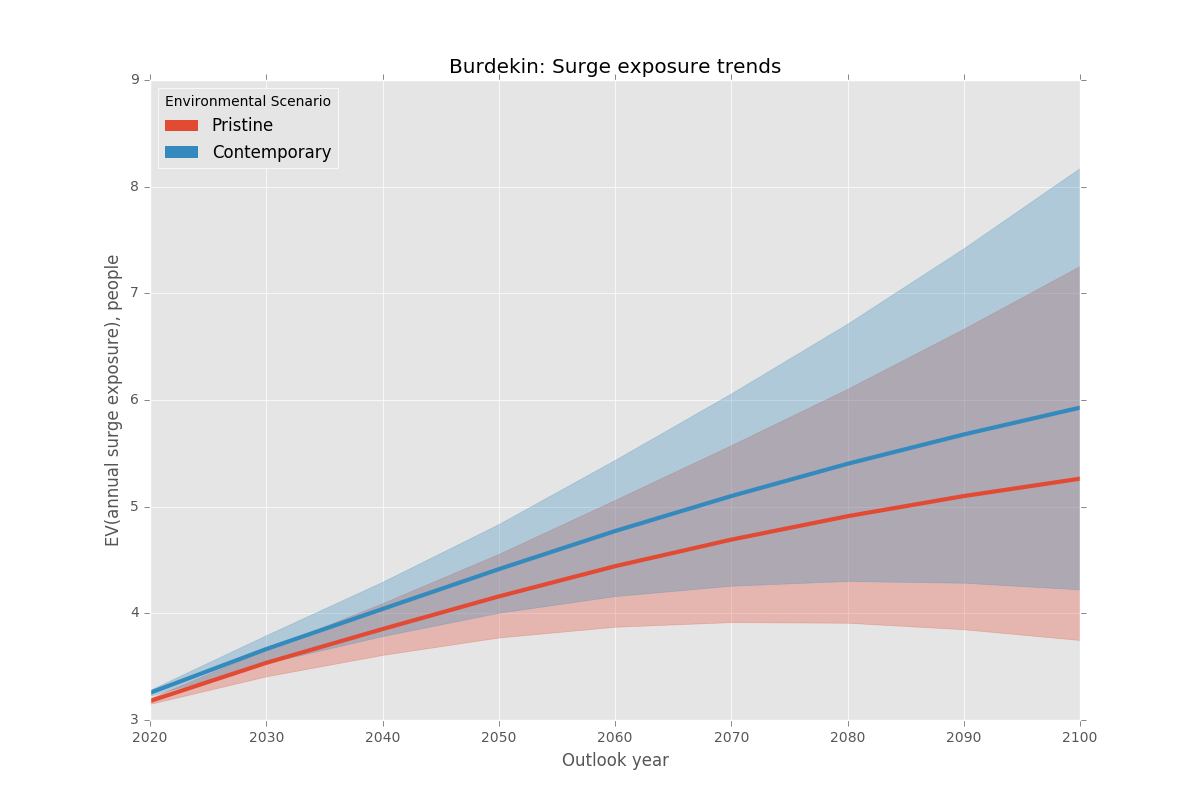 Burdekin: Surge exposure trends
Environmental Scenario
Pristine
Contemporary
EV(annual surge exposure), people
9
8
7
6
5
4
3
2020 2030 2040 2050 2060 2070 2080 2090 2100
Outlook year